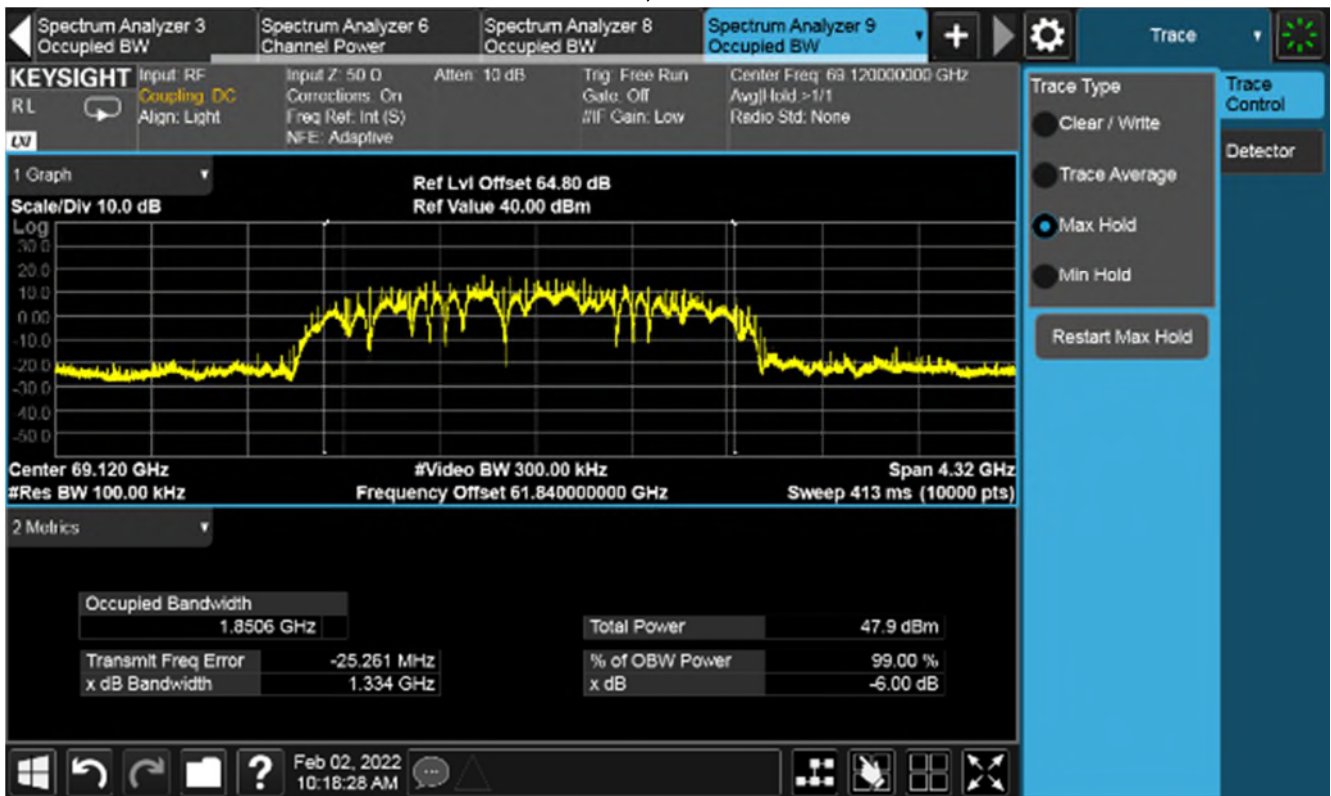 Spectrum Analyzer 3
Occupied BW
Spectrum Analyzer 6
Channel Power
Spectrum Analyzer 8
Occupied BW
Spectrum Analyzer 9
Occupied BW
Trace
KEYSIGHT
RL
LXI
Input: RF
Coupling: DC
Align: Light
Input Z: 50 Ω
Corrections: On
Freq Ref: Int (S)
NFE: Adaptive
Atten: 10 dB
Trig: Free Run
Gate: Off
#IF Gain: Low
Center Freq: 69.120000000 GHz
Avg|Hold:>1/1
Radio Std: None
Trace Type
Clear / Write
Trace Average
Max Hold
Min Hold
Restart Max Hold
Trace
Control
Detector
1 Graph
Scale/Div 10.0 dB
Ref Lvl Offset 64.80 dB
Ref Value 40.00 dBm
Log
30.0
20.0
10.0
0.00
-10.0
-20.0
-30.0
-40.0
-50.0
Center 69.120 GHz
#Video BW 300.00 kHz
Span 4.32 GHz
#Res BW 100.00 kHz
Frequency Offset 61.840000000 GHz
Sweep 413 ms (10000 pts)
2 Metrics
Occupied Bandwidth
1.8506 GHz
Total Power 47.9 dBm
Transmit Freq Error -25.261 MHz
% of OBW Power 99.00 %
x dB Bandwidth 1.334 GHz
x dB -6.00 dB
?
Feb 02, 2022
10:18:28 AM